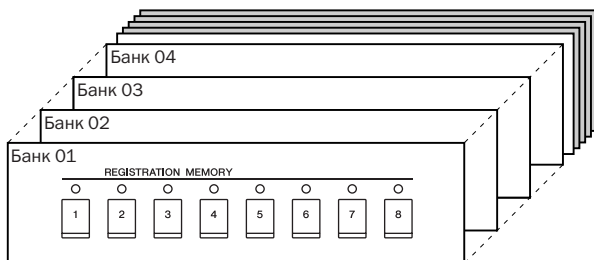 Банк 04
Банк 03
Банк 02
Банк 01
REGISTRATION MEMORY
1 2 3 4 5 6 7 8